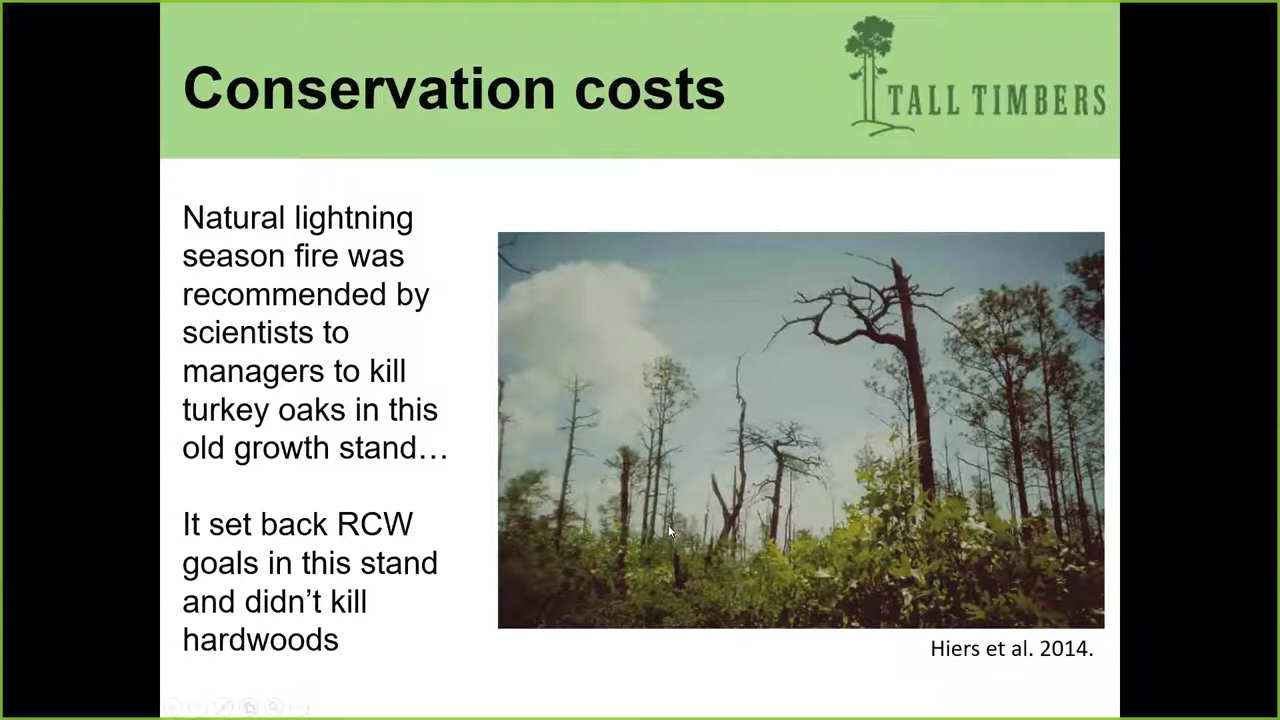 Conservation costs
TALL TIMBERS
Natural lightning
season fire was
recommended by
scientists to
managers to kill
turkey oaks in this
old growth stand…
It set back RCW
goals in this stand
and didn’t kill
hardwoods
Hiers et al. 2014.